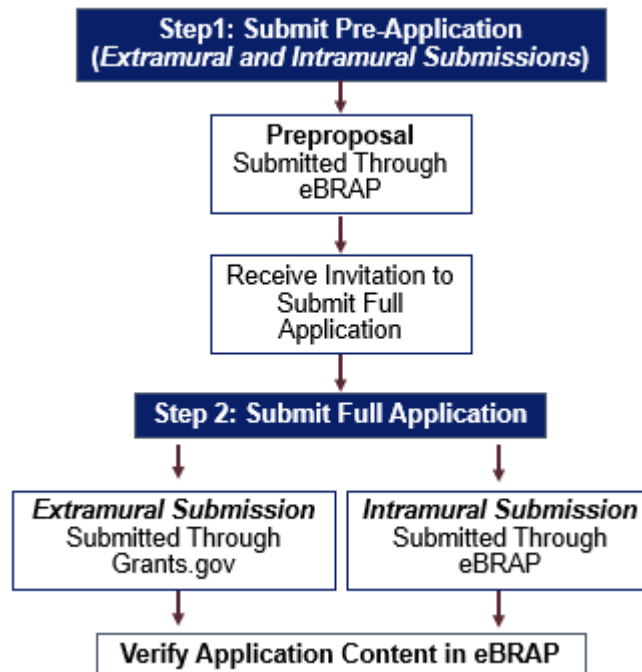 Step1: Submit Pre-Application
(Extramural and Intramural Submissions)
Preproposal
Submitted Through
eBRAP
Receive Invitation to
Submit Full
Application
Step 2: Submit Full Application
Extramural Submission
Submitted Through
Grants.gov
Intramural Submission
Submitted Through
eBRAP
Verify Application Content in eBRAP